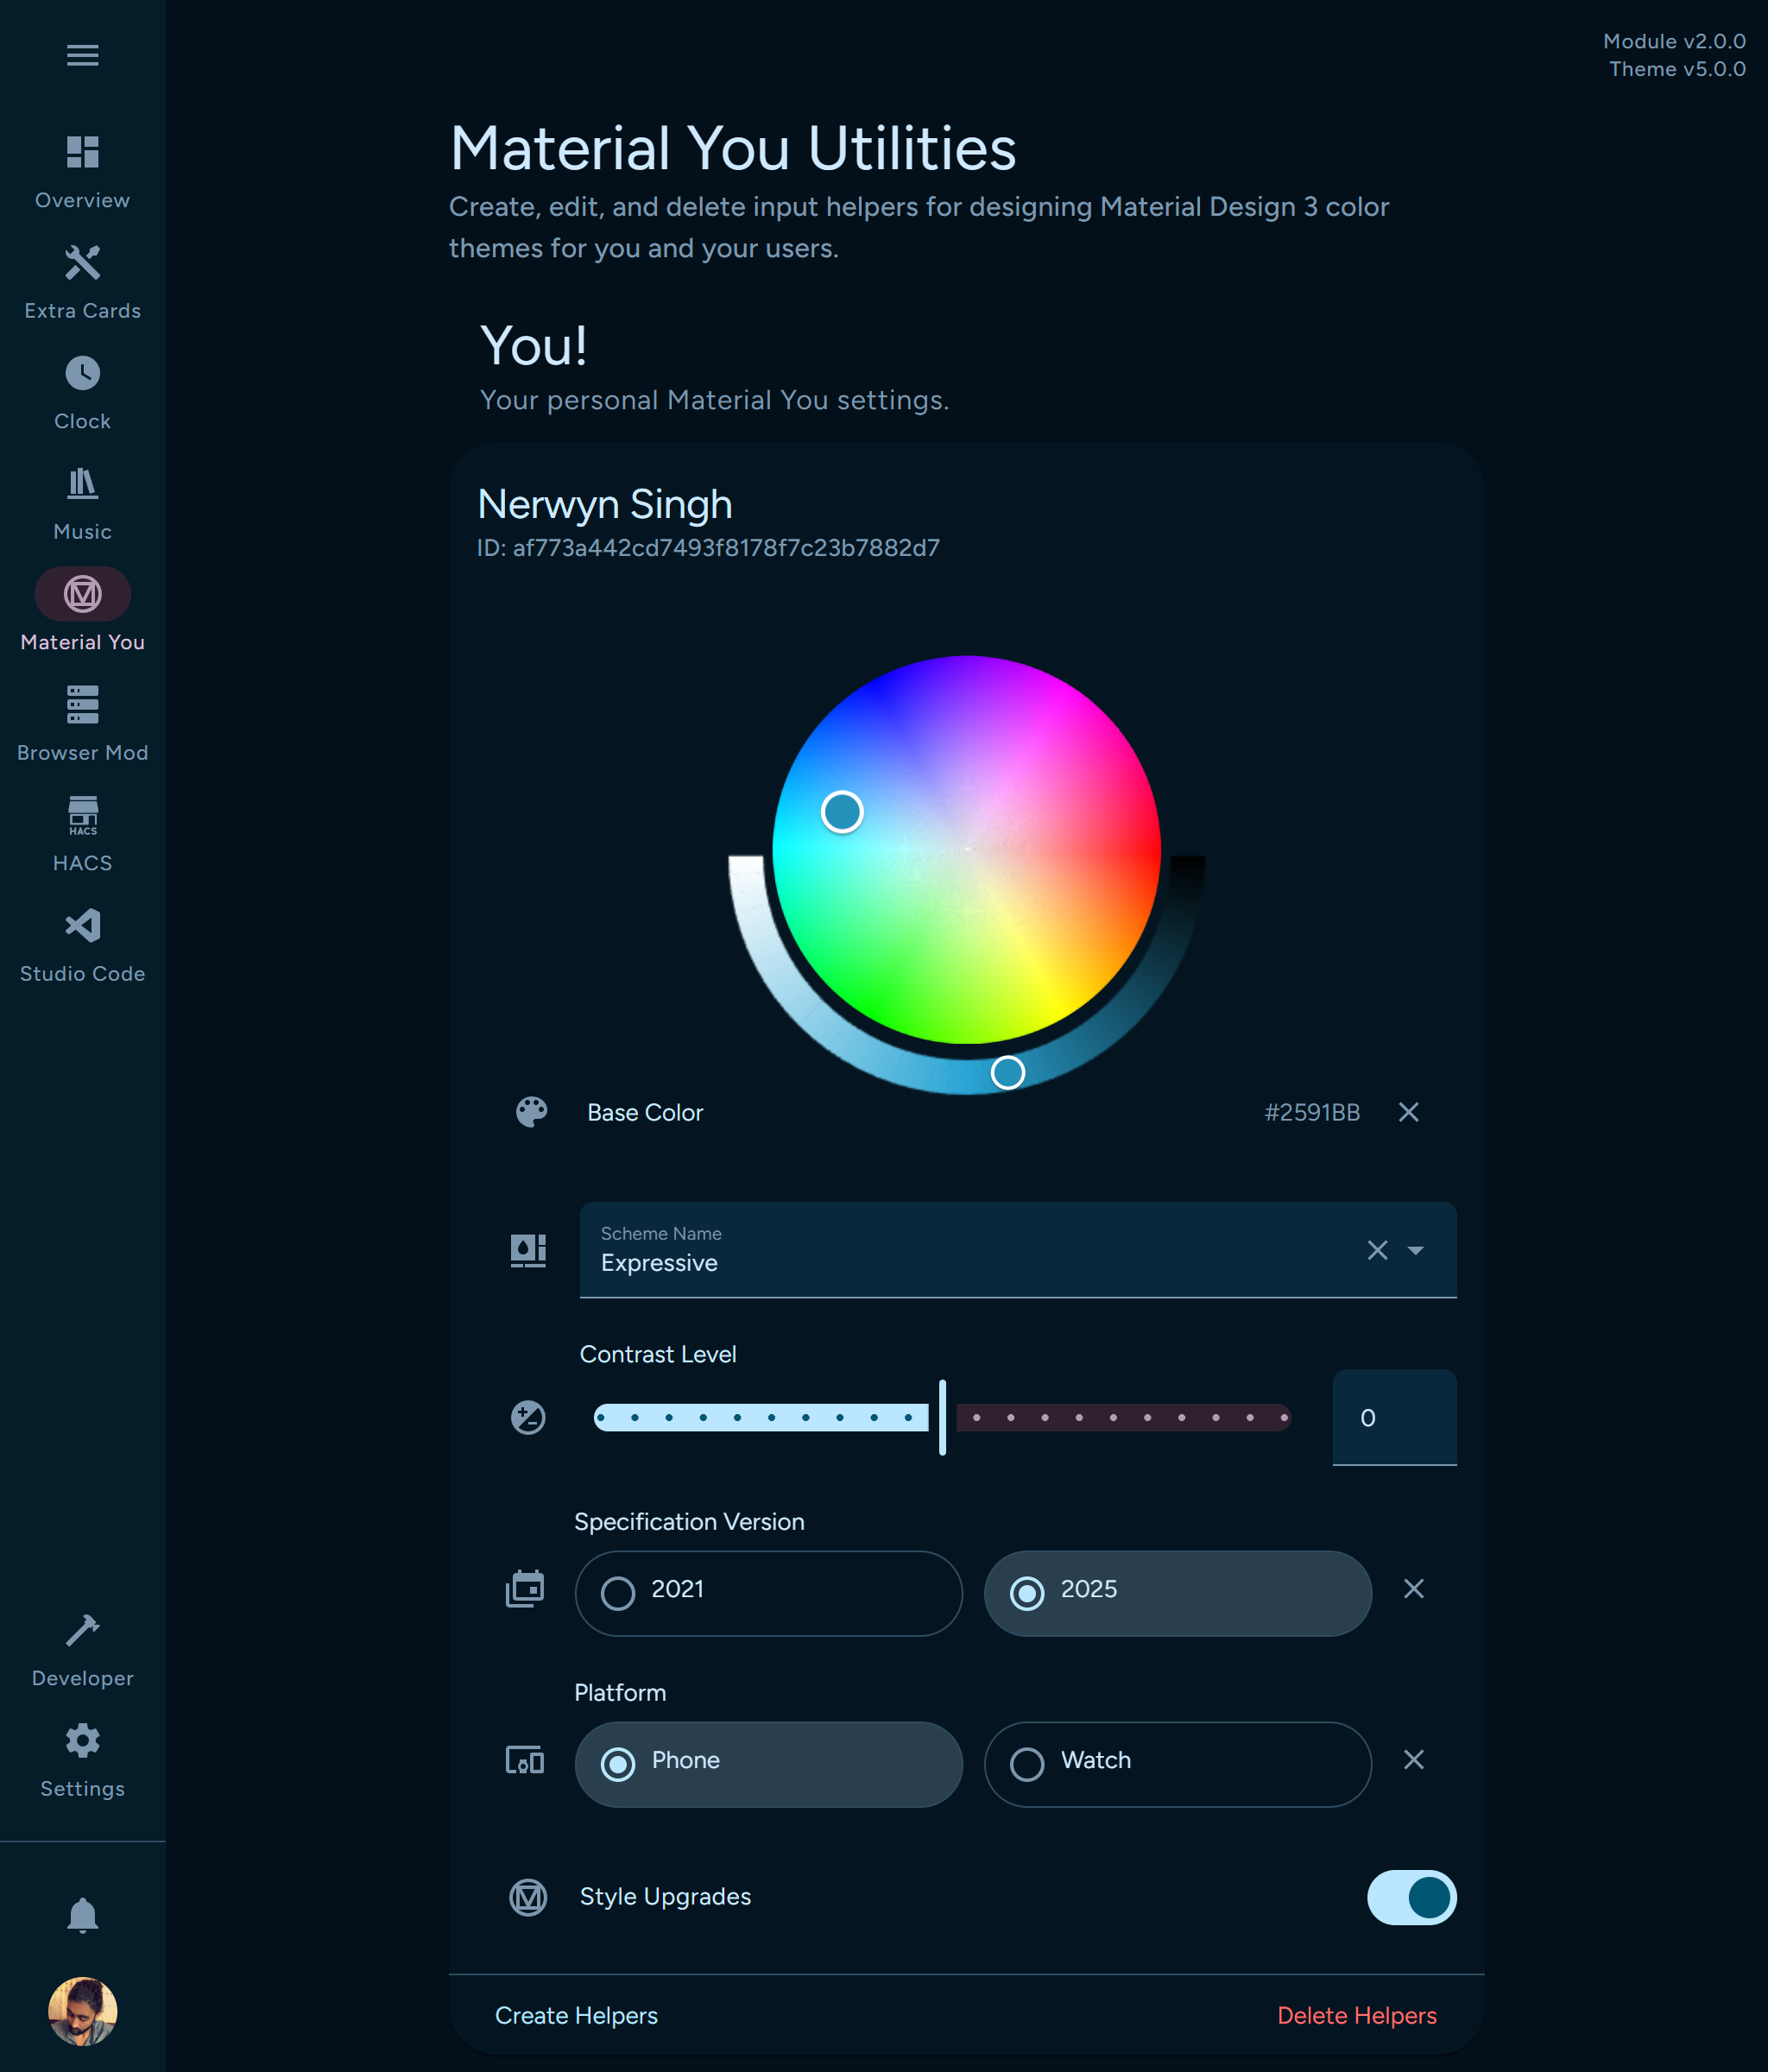 Module v2.0.0
Theme v5.0.0
Overview
Extra Cards
Clock
Music
Material You
Browser Mod
HACS
HACS
Studio Code
Developer
Settings
Material You Utilities
Create, edit, and delete input helpers for designing Material Design 3 color
themes for you and your users.
You!
Your personal Material You settings.
Nerwyn Singh
ID: af773a442cd7493f8178f7c23b7882d7
Base Color #2591BB
Scheme Name
Expressive
Contrast Level
0
Specification Version
2021 2025
Platform
Phone Watch
Style Upgrades
Create Helpers Delete Helpers